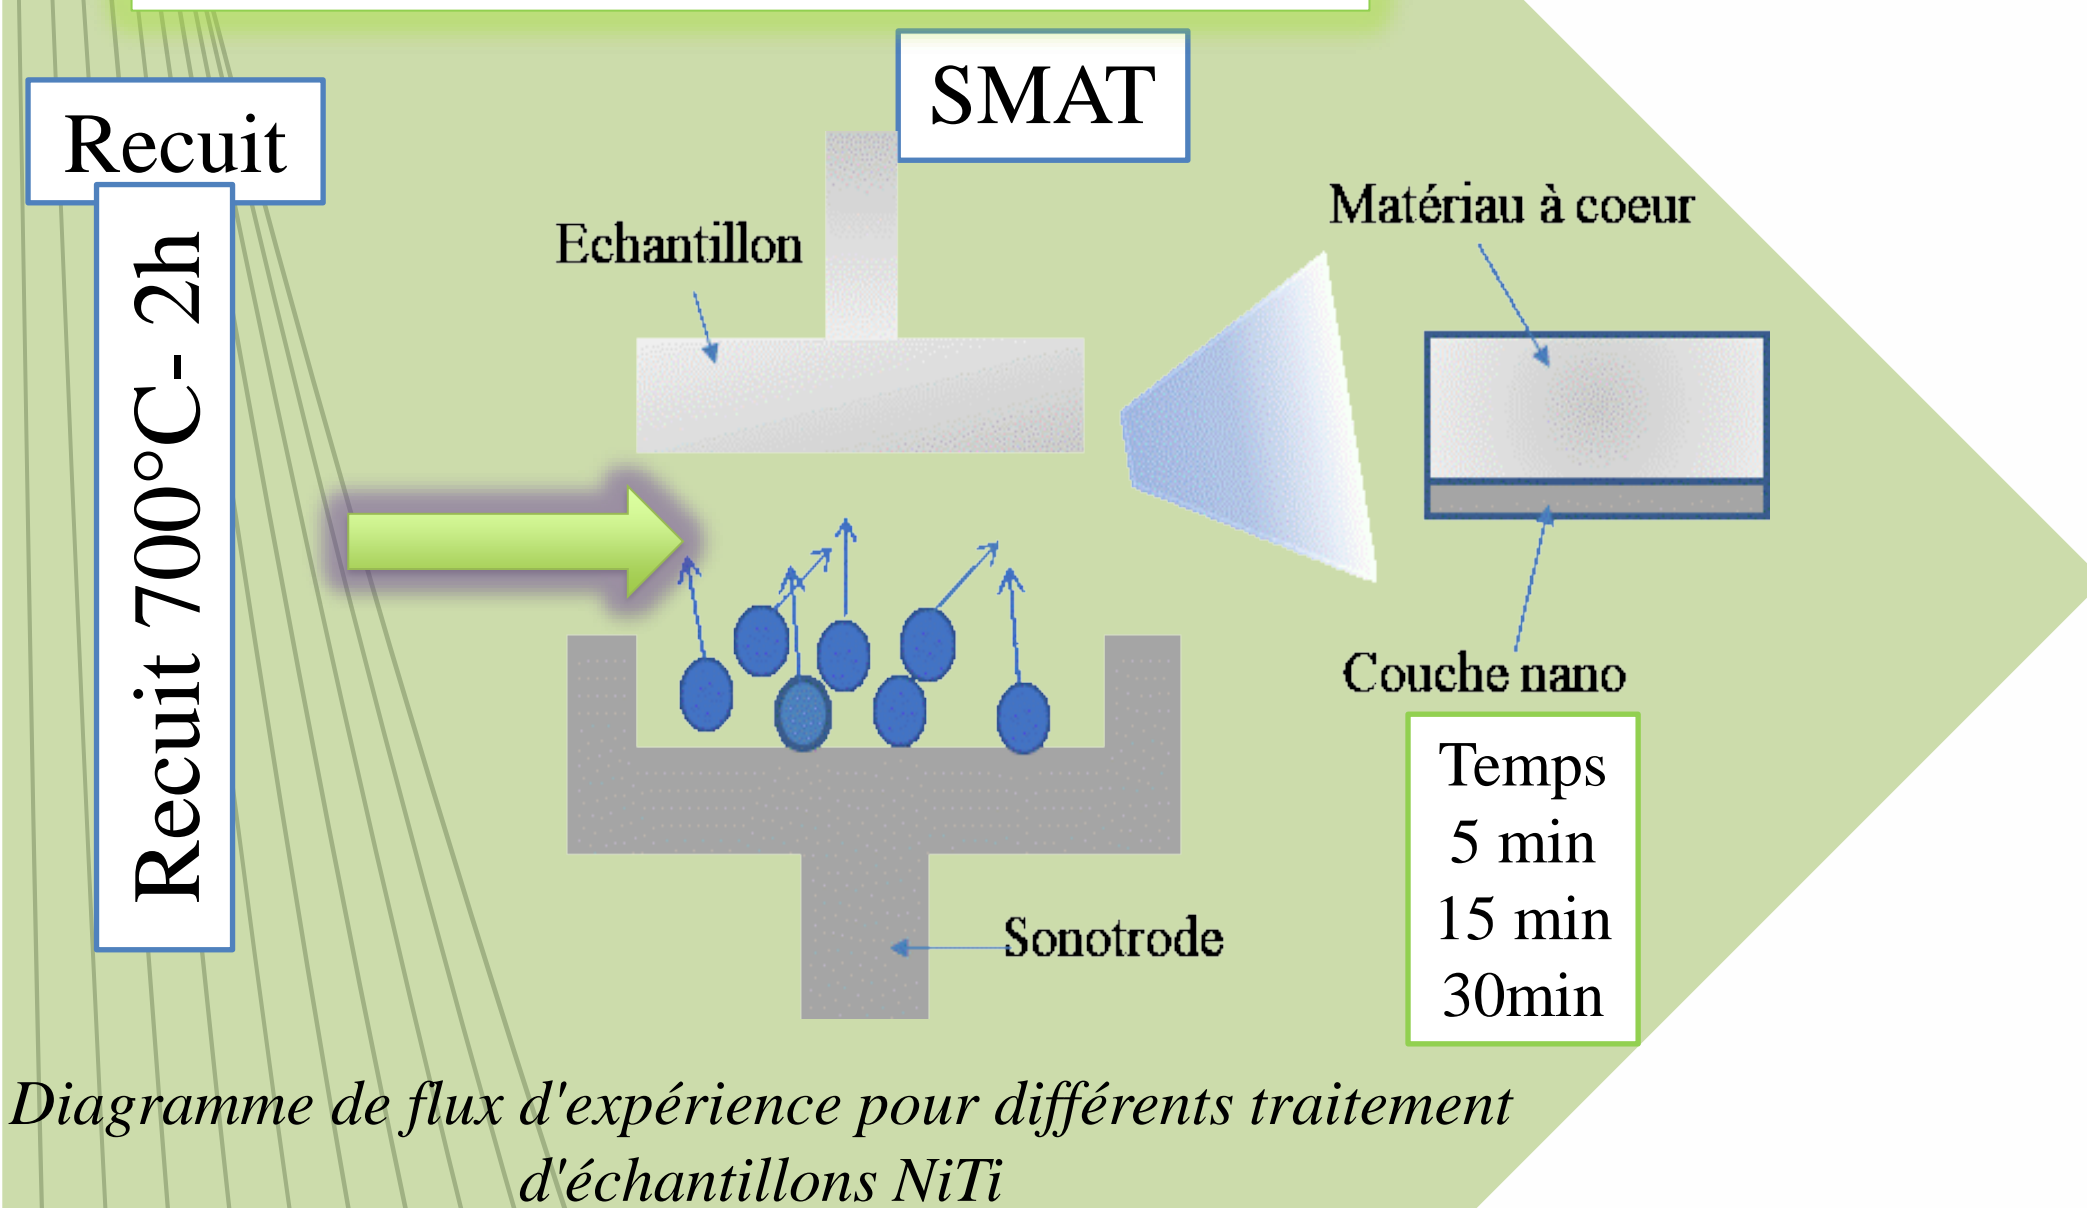 SMAT
Recuit
Recuit 700°C- 2h
Echantillon
Matériau à coeur
Couche nano
Temps
5 min
15 min
30min
Sonotrode
Diagramme de flux d'expérience pour différents traitement
d'échantillons NiTi